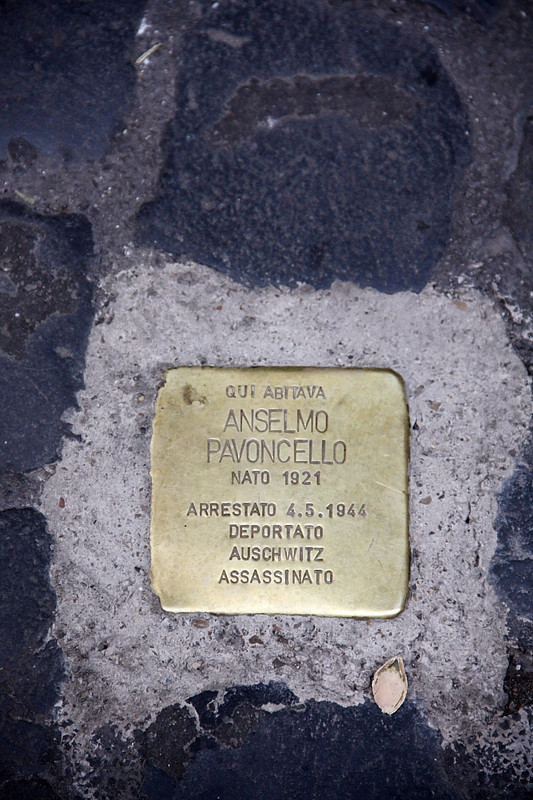 QUI ABITAVA
ANSELMO
PAVONCELLO
NATO 1921
ARRESTATO 4.5.1944
DEPORTATO
AUSCHWITZ
ASSASSINATO